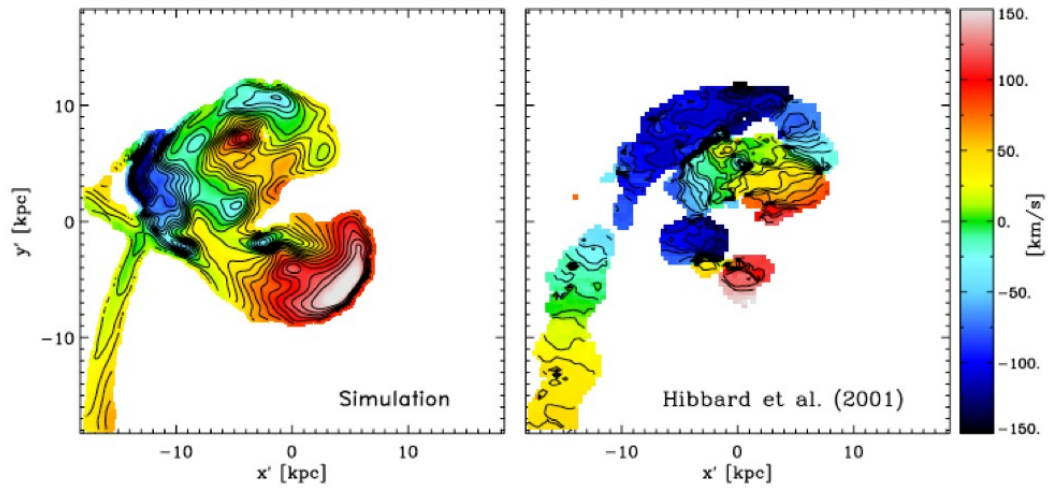 10
0
-10
y' [kpc]
Simulation
-10
0
10
x' [kpc]
Hibbard et al. (2001)
-10
0
10
x' [kpc]
150.
100.
50.
0.
-50.
-100.
-150.
[km/s]